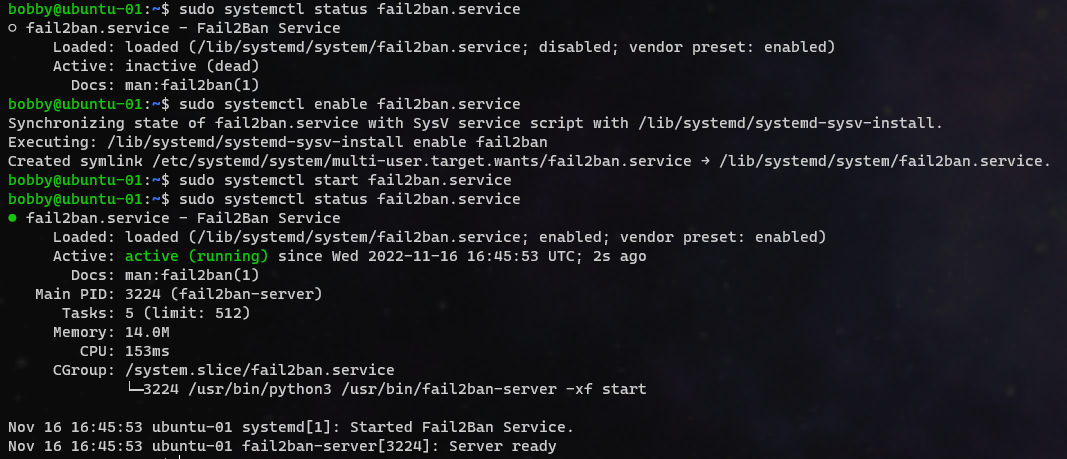 bobby@ubuntu-01:~$ sudo systemctl status fail2ban.service
○ fail2ban.service - Fail2Ban Service
     Loaded: loaded (/lib/systemd/system/fail2ban.service; disabled; vendor preset: enabled)
     Active: inactive (dead)
       Docs: man:fail2ban(1)
bobby@ubuntu-01:~$ sudo systemctl enable fail2ban.service
Synchronizing state of fail2ban.service with SysV service script with /lib/systemd/systemd-sysv-install.
Executing: /lib/systemd/systemd-sysv-install enable fail2ban
Created symlink /etc/systemd/system/multi-user.target.wants/fail2ban.service → /lib/systemd/system/fail2ban.service.
bobby@ubuntu-01:~$ sudo systemctl start fail2ban.service
bobby@ubuntu-01:~$ sudo systemctl status fail2ban.service
● fail2ban.service - Fail2Ban Service
     Loaded: loaded (/lib/systemd/system/fail2ban.service; enabled; vendor preset: enabled)
     Active: active (running) since Wed 2022-11-16 16:45:53 UTC; 2s ago
       Docs: man:fail2ban(1)
   Main PID: 3224 (fail2ban-server)
      Tasks: 5 (limit: 512)
     Memory: 14.0M
        CPU: 153ms
     CGroup: /system.slice/fail2ban.service
             └─3224 /usr/bin/python3 /usr/bin/fail2ban-server -xf start

Nov 16 16:45:53 ubuntu-01 systemd[1]: Started Fail2Ban Service.
Nov 16 16:45:53 ubuntu-01 fail2ban-server[3224]: Server ready